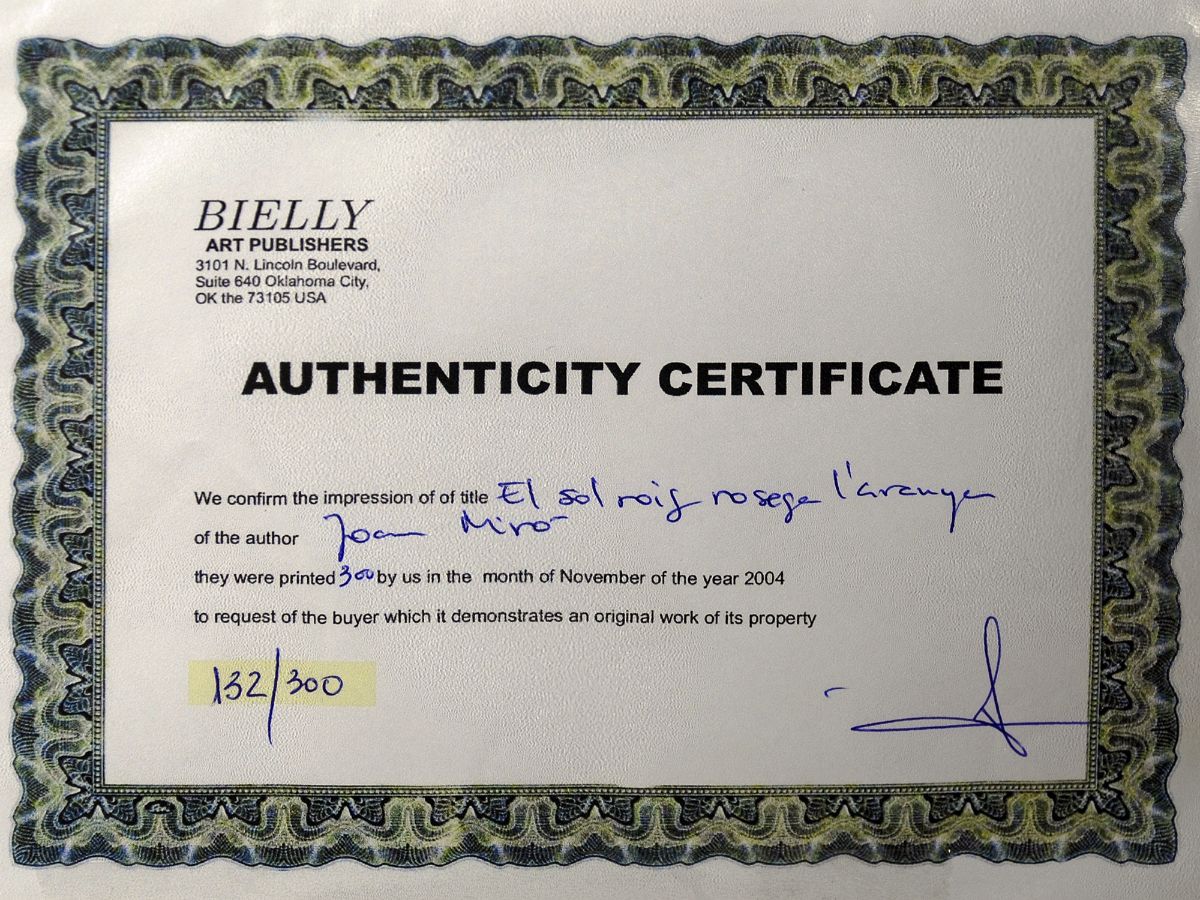 BIELLY
ART PUBLISHERS
3101 N. Lincoln Boulevard,
Suite 640 Oklahoma City,
OK the 73105 USA
AUTHENTICITY CERTIFICATE
We confirm the impression of of title El sol roig rosega l'aranya
of the author Joan Miró
they were printed 300 by us in the month of November of the year 2004
to request of the buyer which it demonstrates an original work of its property
132/300